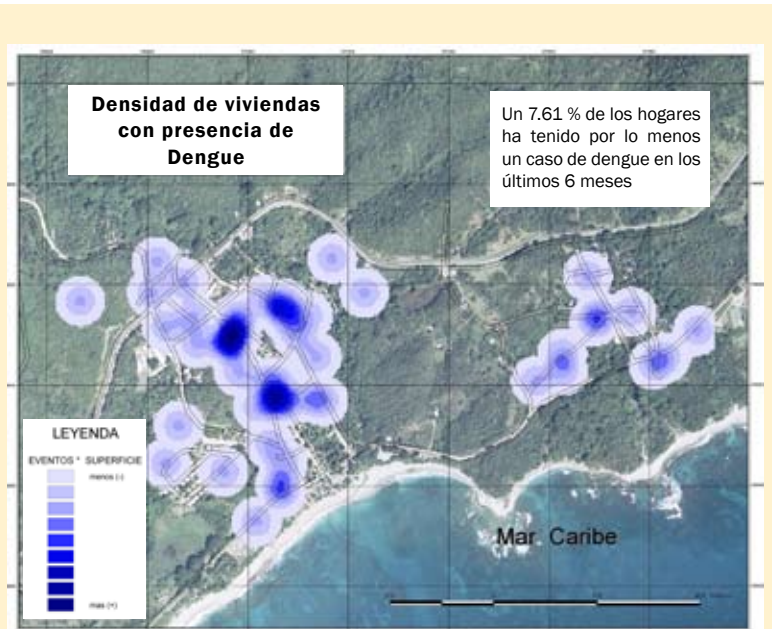 Densidad de viviendas
con presencia de
Dengue
Un 7.61 % de los hogares
ha tenido por lo menos
un caso de dengue en los
últimos 6 meses
LEYENDA
EVENTOS * SUPERFICIE
menos (-)
mas (+)
Mar Caribe